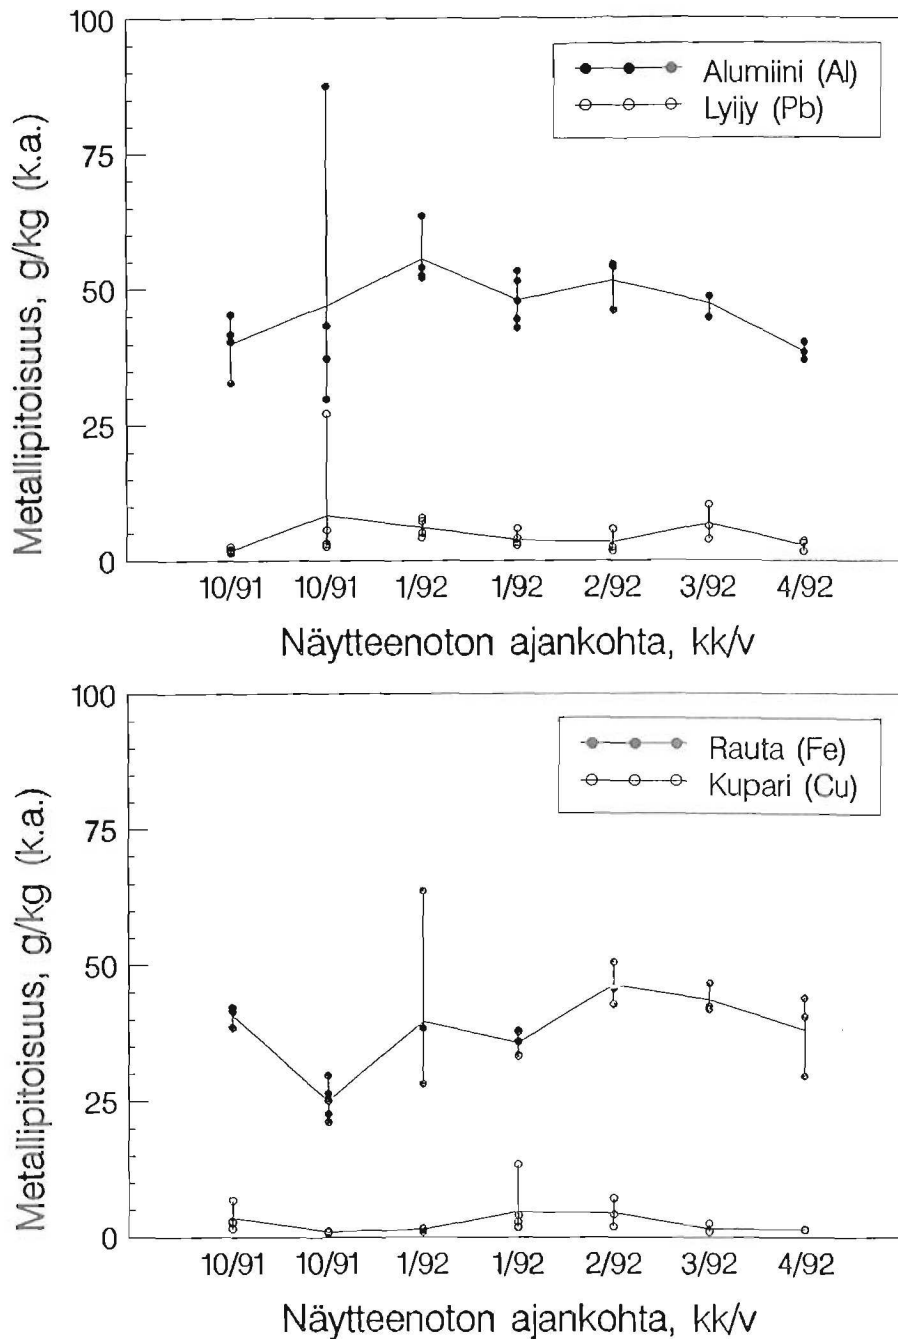 100
75
50
25
0
Metallipitoisuus, g/kg (k.a.)
Alumiini (Al)
Lyijy (Pb)
10/91 10/91 1/92 1/92 2/92 3/92 4/92
Näytteenoton ajankohta, kk/v
100
75
50
25
0
Metallipitoisuus, g/kg (k.a.)
Rauta (Fe)
Kupari (Cu)
10/91 10/91 1/92 1/92 2/92 3/92 4/92
Näytteenoton ajankohta, kk/v